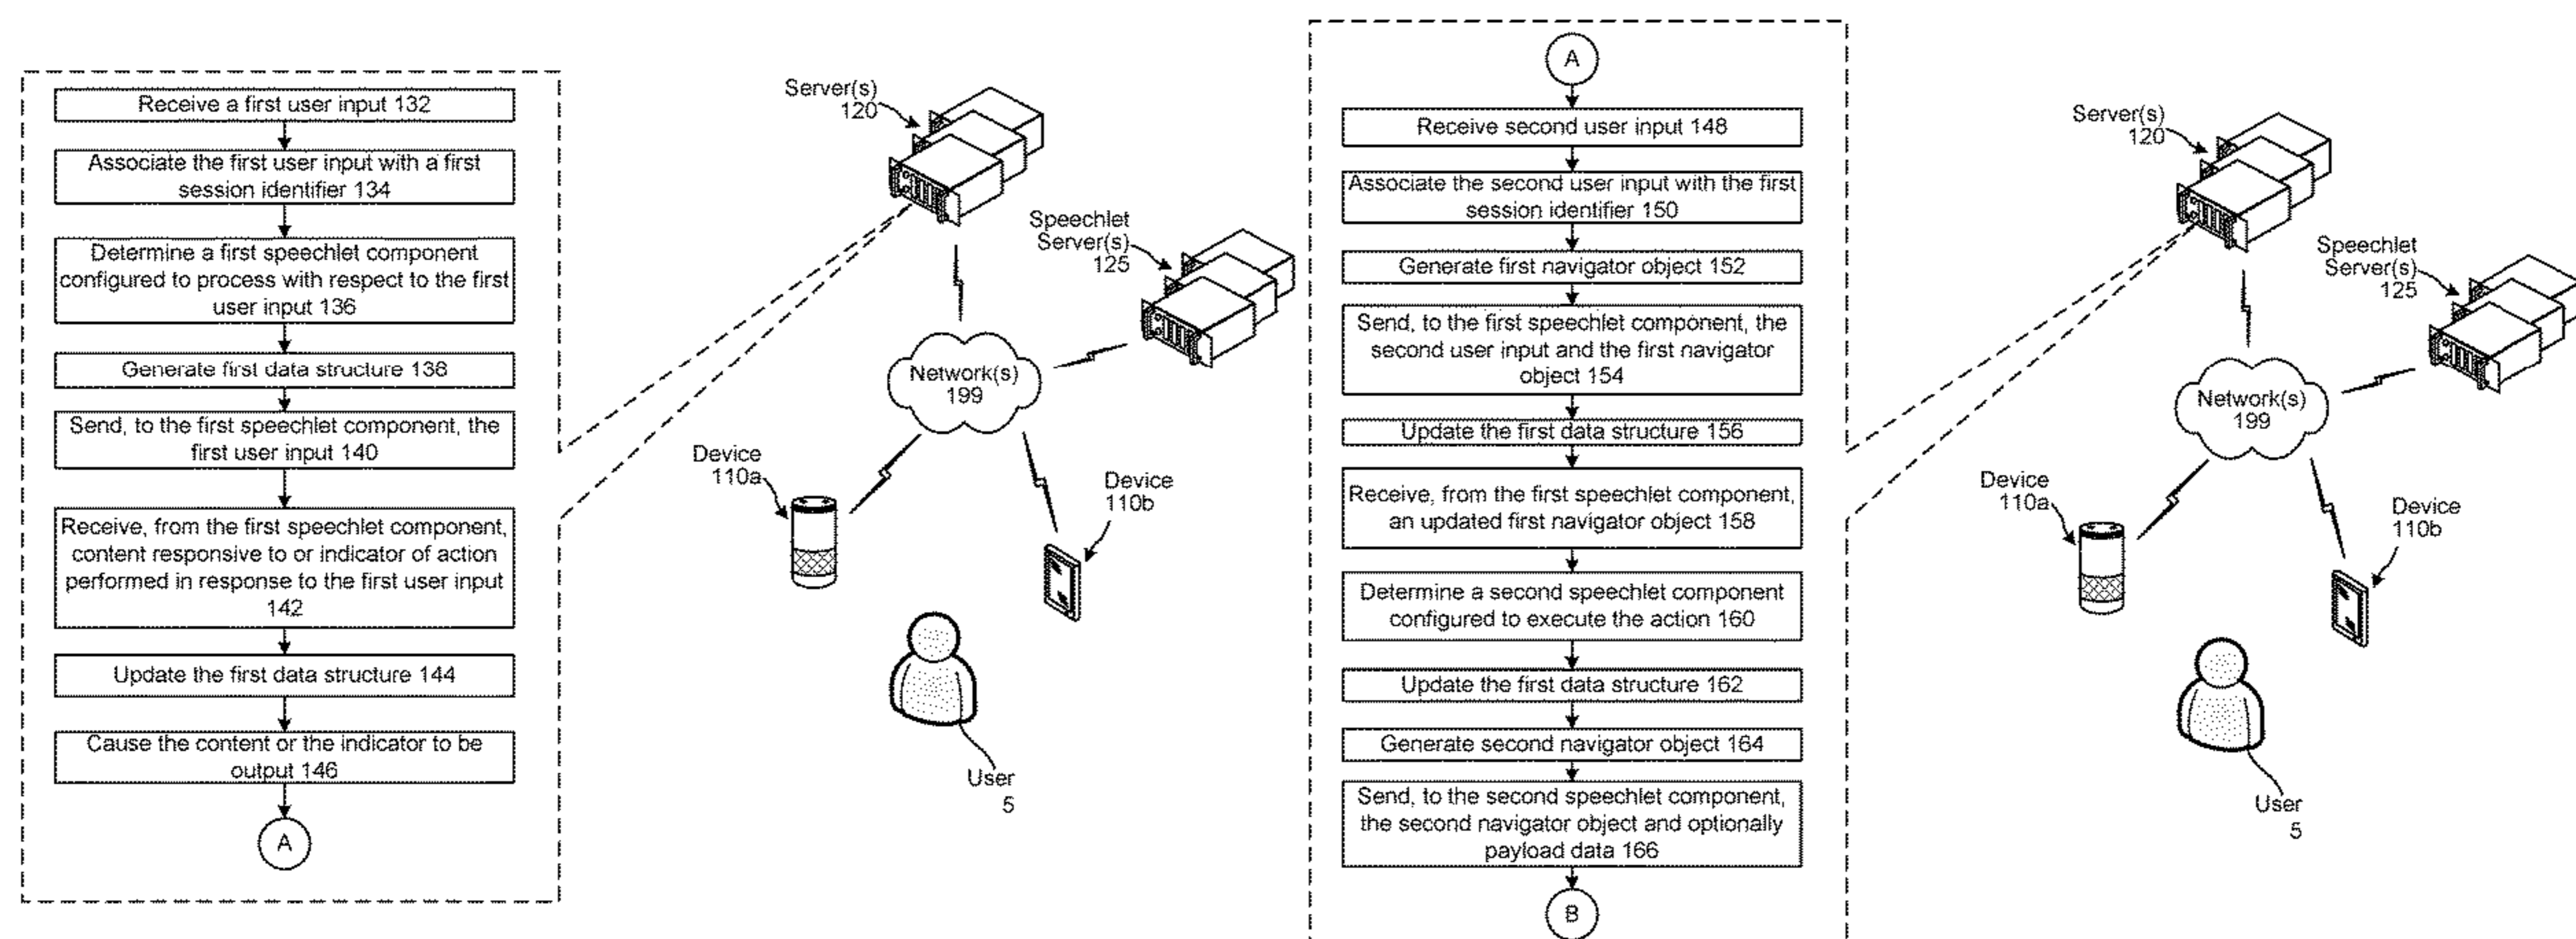 Receive a first user input 132
Associate the first user input with a first
session identifier 134
Determine a first speechlet component
configured to process with respect to the first
user input 136
Generate first data structure 138
Send, to the first speechlet component, the
first user input 140
Receive, from the first speechlet component,
content responsive to or indicator of action
performed in response to the first user input
142
Update the first data structure 144
Cause the content or the indicator to be
output 146
A
Server(s)
120
Speechlet
Server(s)
125
Network(s)
199
Device
110a
Device
110b
User
5
A
Receive second user input 148
Associate the second user input with the first
session identifier 150
Generate first navigator object 152
Send, to the first speechlet component, the
second user input and the first navigator
object 154
Update the first data structure 156
Receive, from the first speechlet component,
an updated first navigator object 158
Determine a second speechlet component
configured to execute the action 160
Update the first data structure 162
Generate second navigator object 164
Send, to the second speechlet component,
the second navigator object and optionally
payload data 166
B
Server(s)
120
Speechlet
Server(s)
125
Network(s)
199
Device
110a
Device
110b
User
5